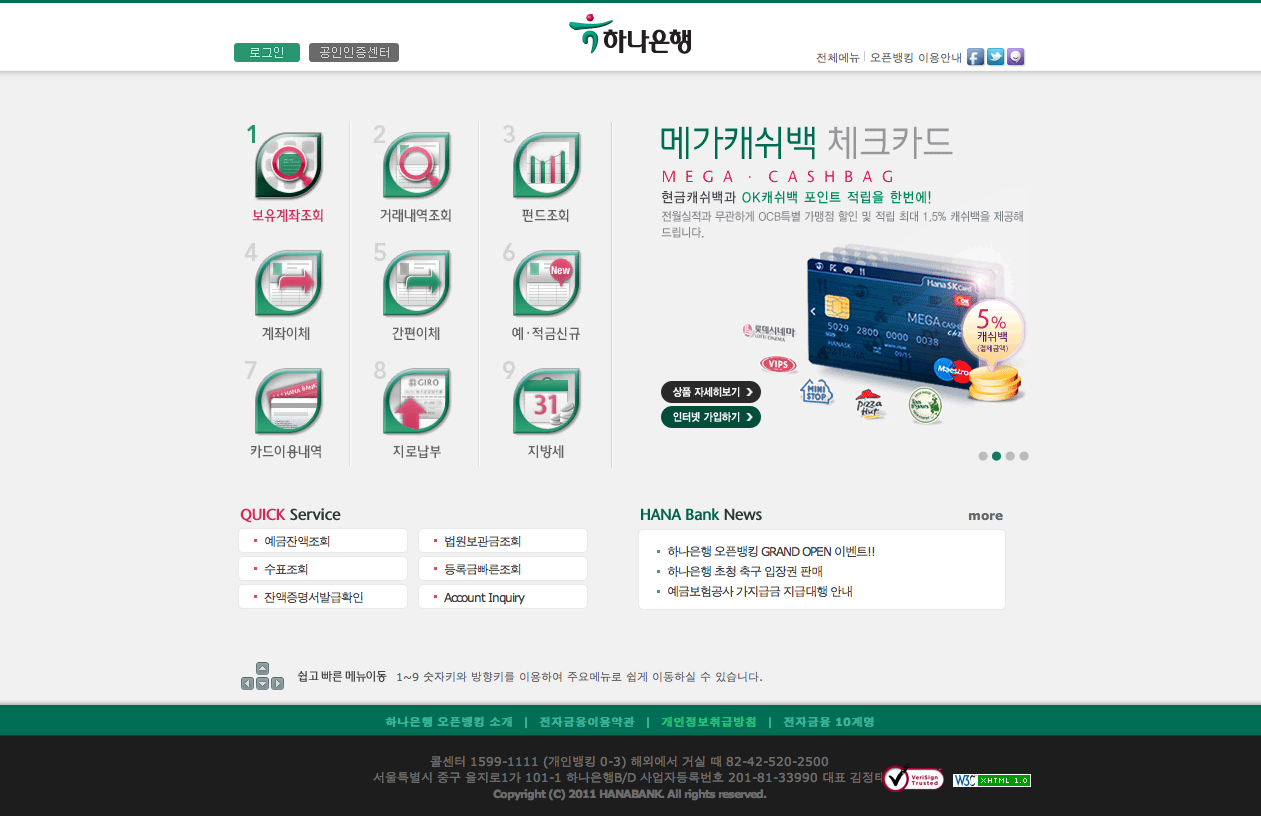 하나은행
로그인 공인인증센터
전체메뉴 오픈뱅킹 이용안내
1 2 3
보유계좌조회 거래내역조회 펀드조회
4 5 6
New
계좌이체 간편이체 예·적금신규
7 8 9
HANA BANK GIRO 31
카드이용내역 지로납부 지방세
메가캐쉬백 체크카드
MEGA · CASHBAG
현금캐쉬백과 OK캐쉬백 포인트 적립을 한번에!
전월실적과 무관하게 OCB특별 가맹점 할인 및 적립 최대 1,5% 캐쉬백을 제공해
드립니다.
Hana SK card
MEGA CASH
5029 2800 0000 0038
HANASK
09/15
Maestro
5%
캐쉬백
(결제금액)
롯데시네마
LOTTE CINEMA
VIPS
MINI STOP
Pizza Hut
상품 자세히보기
인터넷 가입하기
QUICK Service
예금잔액조회 법원보관금조회
수표조회 등록금빠른조회
잔액증명서발급확인 Account Inquiry
HANA Bank News more
하나은행 오픈뱅킹 GRAND OPEN 이벤트!!
하나은행 초청 축구 입장권 판매
예금보험공사 가지급금 지급대행 안내
쉽고 빠른 메뉴이동 1~9 숫자키와 방향키를 이용하여 주요메뉴로 쉽게 이동하실 수 있습니다.
하나은행 오픈뱅킹 소개 | 전자금융이용약관 | 개인정보취급방침 | 전자금융 10계명
콜센터 1599-1111 (개인뱅킹 0-3) 해외에서 거실 때 82-42-520-2500
서울특별시 중구 을지로1가 101-1 하나은행B/D 사업자등록번호 201-81-33990 대표 김정태
Copyright (C) 2011 HANABANK. All rights reserved.
VeriSign Trusted
W3C XHTML 1.0